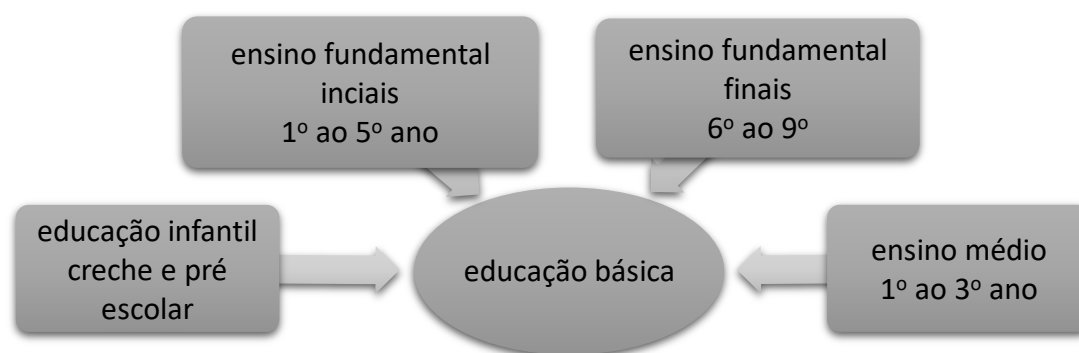 ensino fundamental
inciais
1º ao 5º ano
ensino fundamental
finais
6º ao 9º
educação infantil
creche e pré
escolar
educação básica
ensino médio
1º ao 3º ano